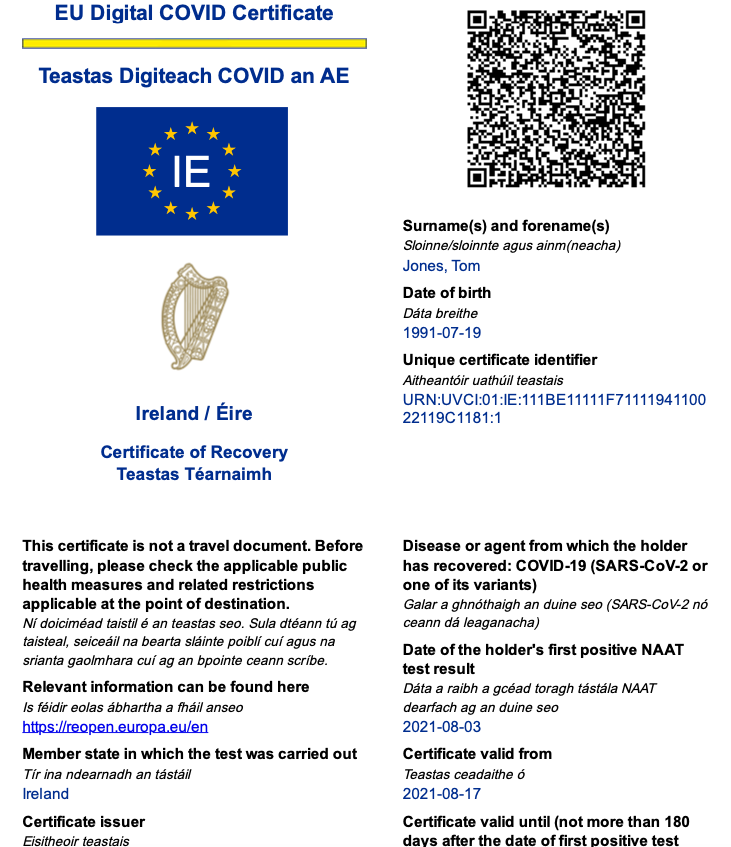 EU Digital COVID Certificate
Teastas Digiteach COVID an AE
IE
Ireland / Éire
Certificate of Recovery
Teastas Téarnaimh
Surname(s) and forename(s)
Sloinne/sloinnte agus ainm(neacha)
Jones, Tom
Date of birth
Dáta breithe
1991-07-19
Unique certificate identifier
Aitheantóir uathúil teastais
URN:UVCI:01:IE:111BE11111F71111941100
22119C1181:1
This certificate is not a travel document. Before
travelling, please check the applicable public
health measures and related restrictions
applicable at the point of destination.
Ní doiciméad taistil é an teastas seo. Sula dtéann tú ag
taisteal, seiceáil na bearta sláinte poiblí cuí agus na
srianta gaolmhara cuí ag an bpointe ceann scríbe.
Relevant information can be found here
Is féidir eolas ábhartha a fháil anseo
https://reopen.europa.eu/en
Member state in which the test was carried out
Tír ina ndearnadh an tástáil
Ireland
Certificate issuer
Eisitheoir teastais
Disease or agent from which the holder
has recovered: COVID-19 (SARS-CoV-2 or
one of its variants)
Galar a ghnóthaigh an duine seo (SARS-CoV-2 nó
ceann dá leaganacha)
Date of the holder's first positive NAAT
test result
Dáta a raibh a gcéad toragh tástála NAAT
dearfach ag an duine seo
2021-08-03
Certificate valid from
Teastas ceadaithe ó
2021-08-17
Certificate valid until (not more than 180
days after the date of first positive test